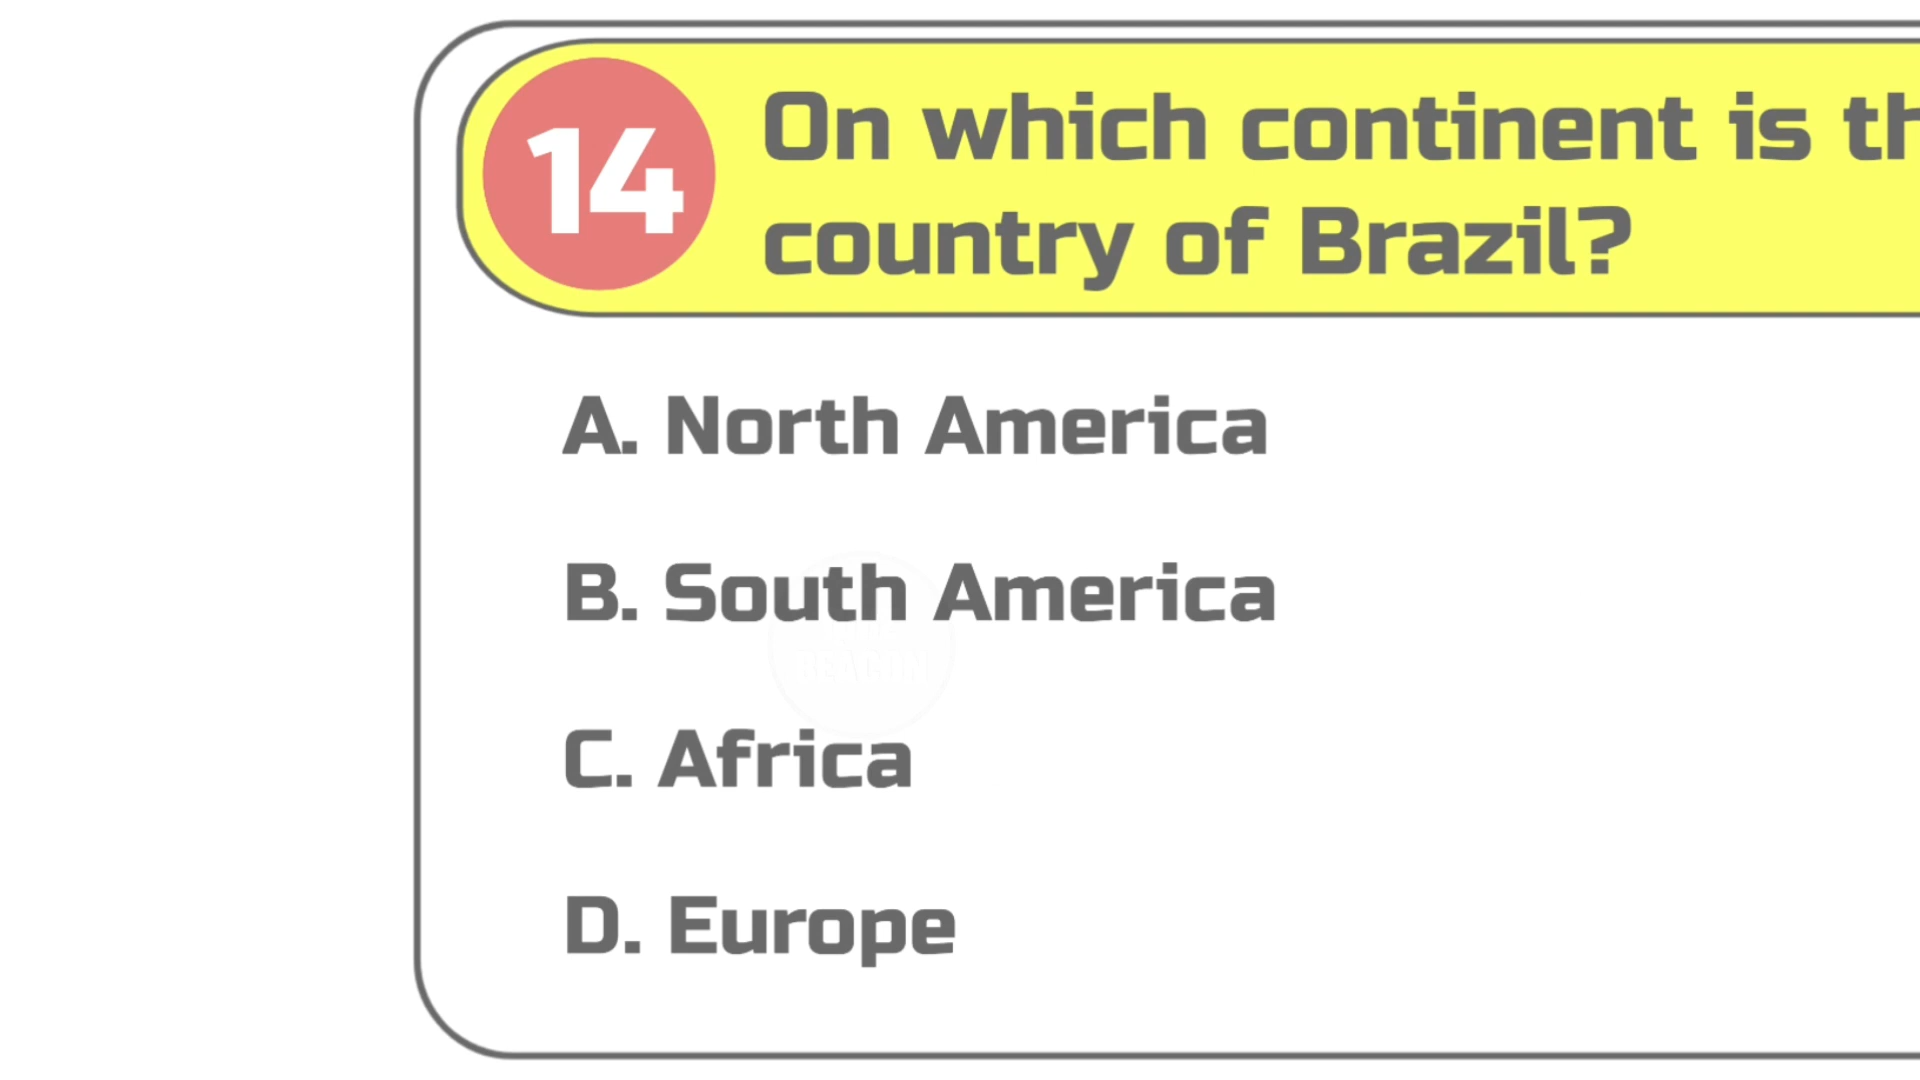 14
On which continent is th
country of Brazil?
A. North America
B. South America
C. Africa
D. Europe